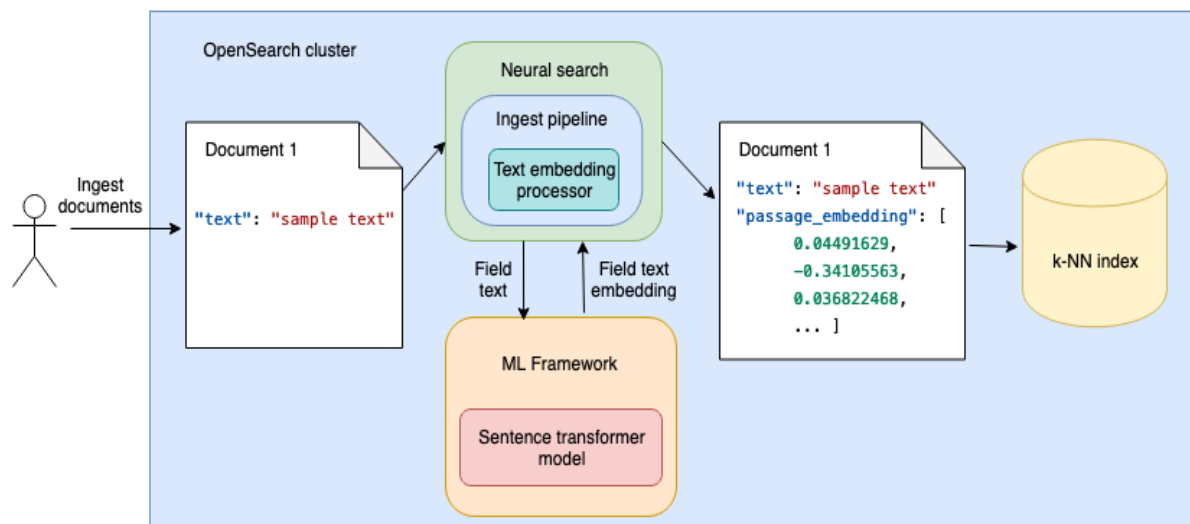 OpenSearch cluster
Ingest
documents
Document 1
"text": "sample text"
Neural search
Ingest pipeline
Text embedding
processor
Field
text
Field text
embedding
ML Framework
Sentence transformer
model
Document 1
"text": "sample text"
"passage_embedding": [
0.04491629,
-0.34105563,
0.036822468,
... ]
k-NN index